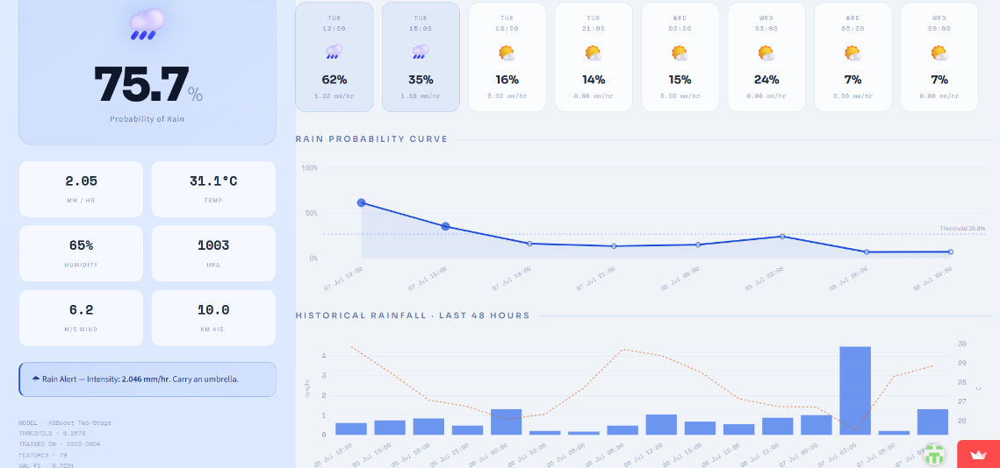 75.7%
Probability of Rain
2.05
MM / HR
31.1°C
TEMP
65%
HUMIDITY
1003
HPA
6.2
M/S WIND
10.0
KM VIS.
Rain Alert — Intensity: 2.046 mm/hr. Carry an umbrella.
MODEL · XGBoost Two-Stage
THRESHOLD · 0.2679
TRAINED ON · 2022-2024
FEATURES · 79
VAL F1 · 0.7031
TUE
12:00
62%
1.22 mm/hr
TUE
15:00
35%
1.18 mm/hr
TUE
18:00
16%
0.00 mm/hr
TUE
21:00
14%
0.00 mm/hr
WED
00:00
15%
0.00 mm/hr
WED
03:00
24%
0.00 mm/hr
WED
06:00
7%
0.00 mm/hr
WED
09:00
7%
0.00 mm/hr
RAIN PROBABILITY CURVE
100%
50%
0%
Threshold 26.8%
07 Jul 12:00
07 Jul 15:00
07 Jul 18:00
07 Jul 21:00
08 Jul 00:00
08 Jul 03:00
08 Jul 06:00
08 Jul 09:00
HISTORICAL RAINFALL · LAST 48 HOURS
4
3
2
1
0
mm/hr
30
29
28
27
26
C
05 Jul 12:00
05 Jul 15:00
05 Jul 18:00
05 Jul 21:00
06 Jul 00:00
06 Jul 03:00
06 Jul 06:00
06 Jul 09:00
06 Jul 12:00
06 Jul 15:00
06 Jul 18:00
06 Jul 21:00
07 Jul 00:00
07 Jul 03:00
07 Jul 06:00
07 Jul